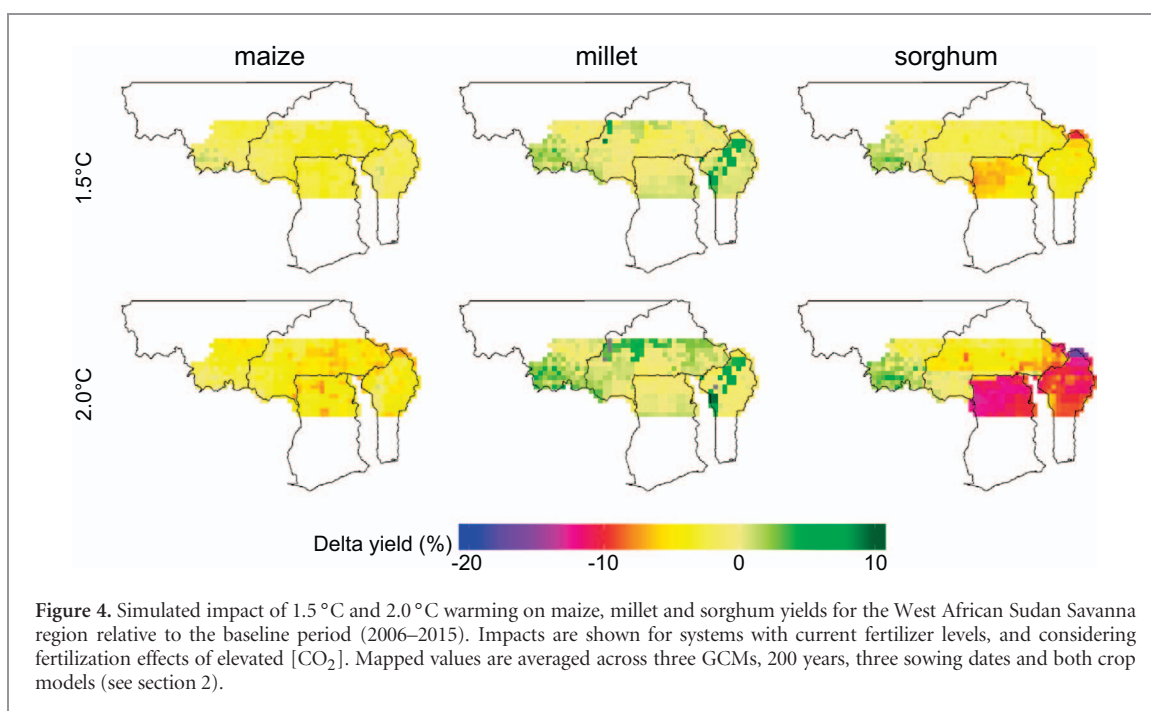 maize millet sorghum
1.5°C
2.0°C
Delta yield (%)
-20 -10 0 10
Figure 4. Simulated impact of 1.5 °C and 2.0 °C warming on maize, millet and sorghum yields for the West African Sudan Savanna
region relative to the baseline period (2006–2015). Impacts are shown for systems with current fertilizer levels, and considering
fertilization effects of elevated [CO₂]. Mapped values are averaged across three GCMs, 200 years, three sowing dates and both crop
models (see section 2).